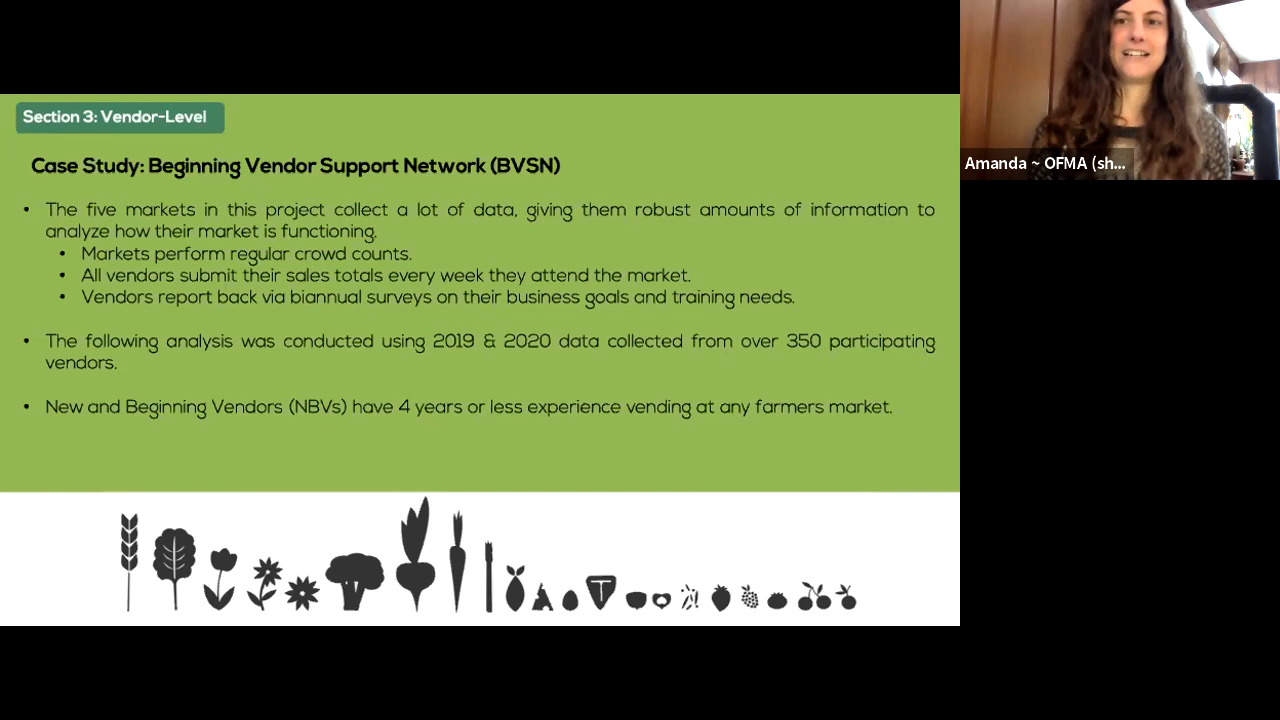 Section 3: Vendor-Level
Case Study: Beginning Vendor Support Network (BVSN)
• The five markets in this project collect a lot of data, giving them robust amounts of information to
analyze how their market is functioning.
• Markets perform regular crowd counts.
• All vendors submit their sales totals every week they attend the market.
• Vendors report back via biannual surveys on their business goals and training needs.
• The following analysis was conducted using 2019 & 2020 data collected from over 350 participating
vendors.
• New and Beginning Vendors (NBVs) have 4 years or less experience vending at any farmers market.
Amanda ~ OFMA (sh...